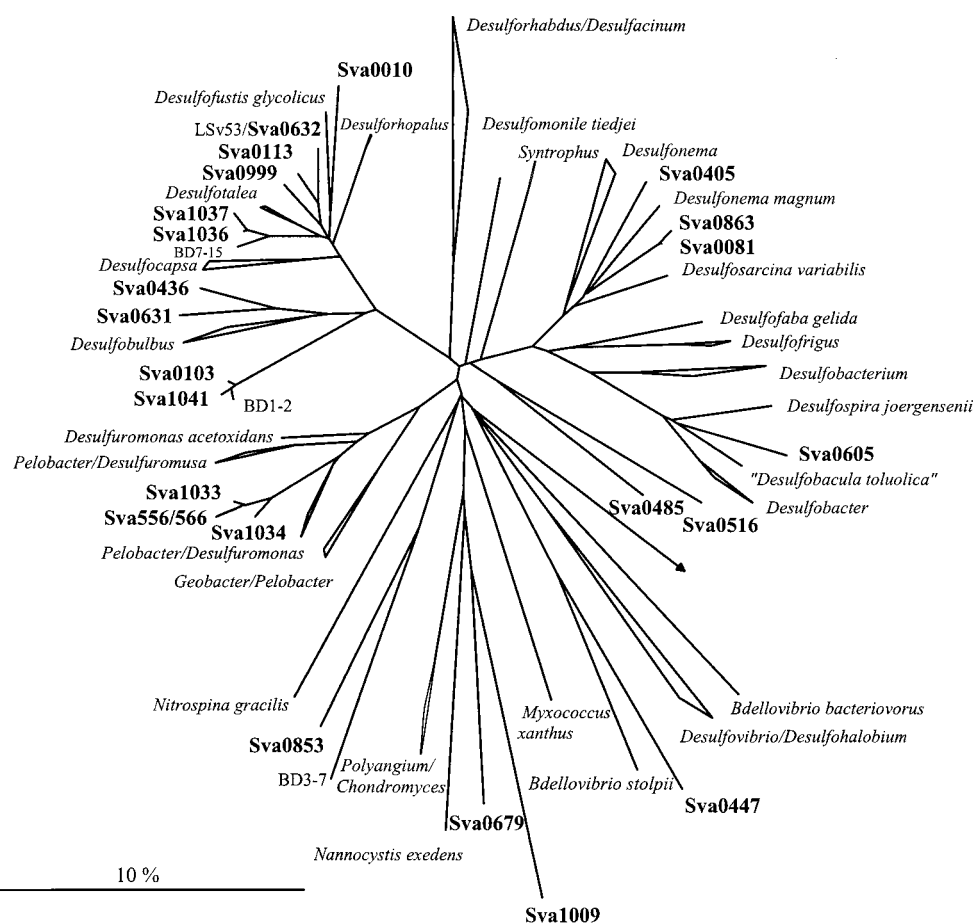 Desulforhabdus/Desulfacinum
Sva0010
Desulfofustis glycolicus
LSv53/Sva0632
Desulforhopalus
Desulfomonile tiedjei
Sva0113
Syntrophus
Desulfonema
Sva0999
Sva0405
Desulfotalea
Desulfonema magnum
Sva1037
Sva0863
Sva1036
Sva0081
BD7-15
Desulfocapsa
Desulfosarcina variabilis
Sva0436
Sva0631
Desulfofaba gelida
Desulfobulbus
Desulfofrigus
Sva0103
Desulfobacterium
Sva1041
BD1-2
Desulfospira joergensenii
Desulfuromonas acetoxidans
Pelobacter/Desulfuromusa
Sva0605
"Desulfobacula toluolica"
Sva1033
Sva0485
Desulfobacter
Sva556/566
Sva0516
Sva1034
Pelobacter/Desulfuromonas
Geobacter/Pelobacter
Nitrospina gracilis
Myxococcus
xanthus
Bdellovibrio bacteriovorus
Desulfovibrio/Desulfohalobium
Sva0853
BD3-7
Polyangium/
Chondromyces
Bdellovibrio stolpii
Sva0447
Sva0679
Nannocystis exedens
10 %
Sva1009